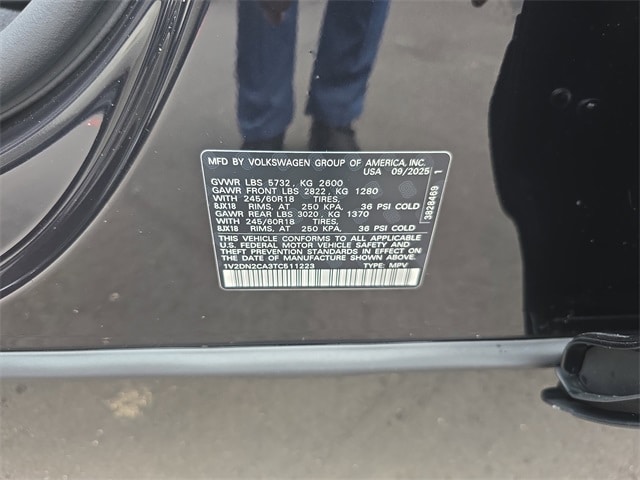 MFD BY VOLKSWAGEN GROUP OF AMERICA, INC.
USA 09/2025
GVWR LBS 5732 , KG 2600
GAWR FRONT LBS 2822 , KG 1280
WITH 245/60R18 TIRES,
8JX18 RIMS, AT 250 KPA, 36 PSI COLD
GAWR REAR LBS 3020 , KG 1370
WITH 245/60R18 TIRES,
8JX18 RIMS, AT 250 KPA, 36 PSI COLD
THIS VEHICLE CONFORMS TO ALL APPLICABLE
U.S. FEDERAL MOTOR VEHICLE SAFETY AND
THEFT PREVENTION STANDARDS IN EFFECT ON
THE DATE OF MANUFACTURE SHOWN ABOVE.
1V2DN2CA3TC511223 TYPE: MPV
3828469 1